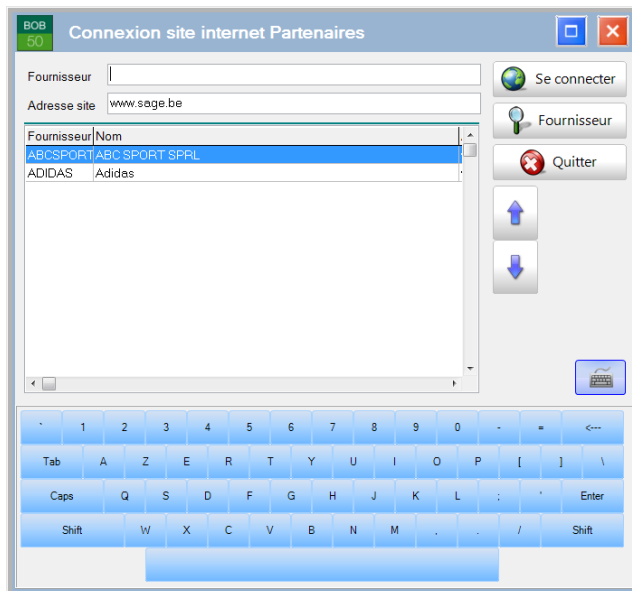 BOB
50
Connexion site internet Partenaires
Fournisseur
Se connecter
Adresse site www.sage.be
Fournisseur
Fournisseur Nom
ABCSPORT ABC SPORT SPRL
ADIDAS Adidas
Quitter
` 1 2 3 4 5 6 7 8 9 0 - = <---
Tab A Z E R T Y U I O P [ ] \
Caps Q S D F G H J K L ; ' Enter
Shift W X C V B N M , . / Shift